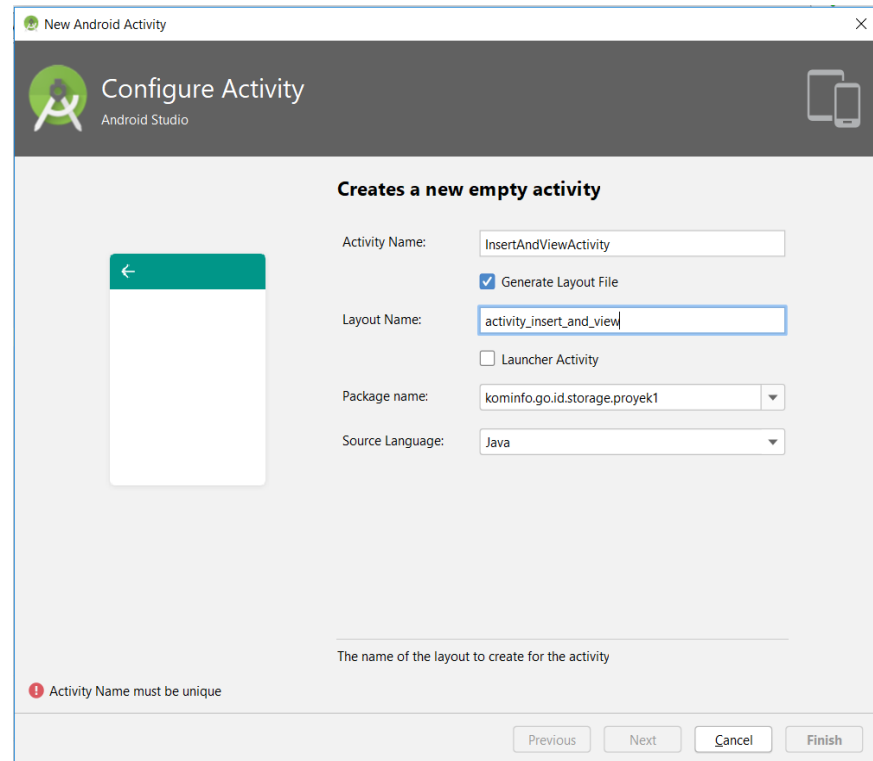 New Android Activity
Configure Activity
Android Studio
Creates a new empty activity
Activity Name:
InsertAndViewActivity
Generate Layout File
Layout Name:
activity_insert_and_view
Launcher Activity
Package name:
kominfo.go.id.storage.proyek1
Source Language:
Java
The name of the layout to create for the activity
Activity Name must be unique
Previous
Next
Cancel
Finish